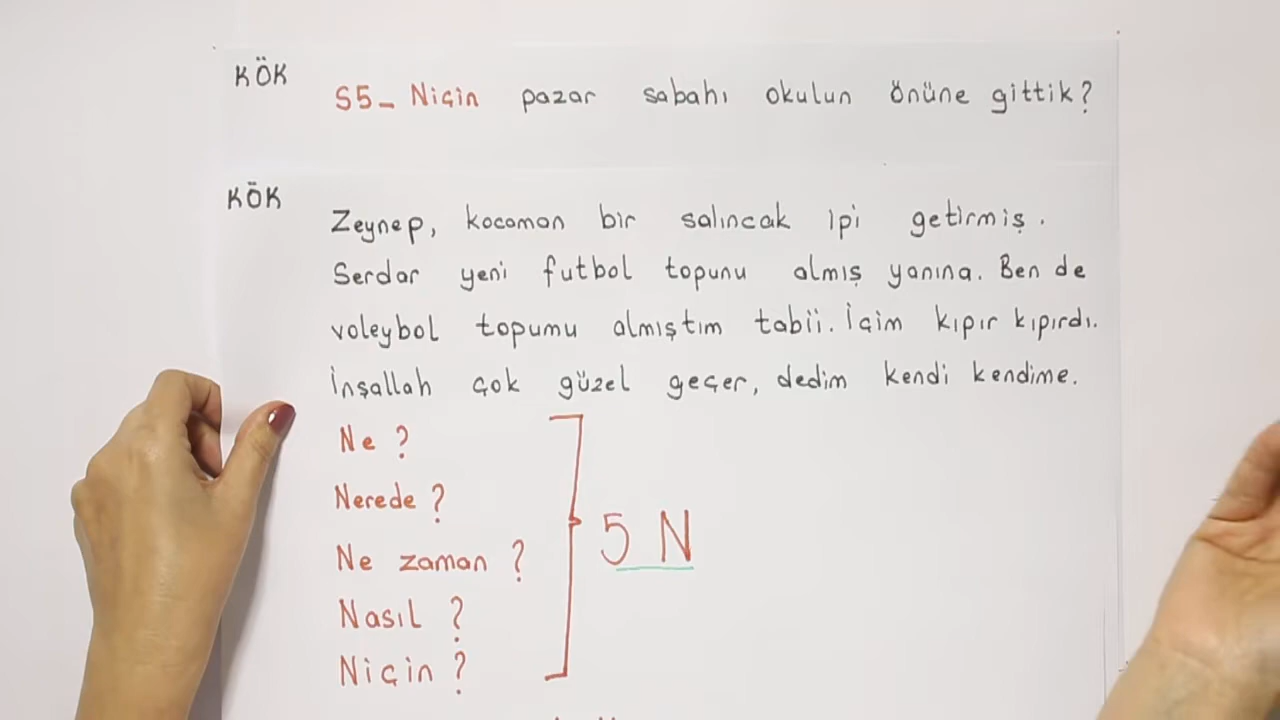 KÖK
S5- Niçin pazar sabahı okulun önüne gittik?
KÖK
Zeynep, kocaman bir salıncak ipi getirmiş.
Serdar yeni futbol topunu almış yanına. Ben de
voleybol topumu almıştım tabii. İçim kıpır kıpırdı.
İnşallah çok güzel geçer, dedim kendi kendime.
Ne ?
Nerede ?
Ne zaman ?
Nasıl ?
Niçin ?
5 N